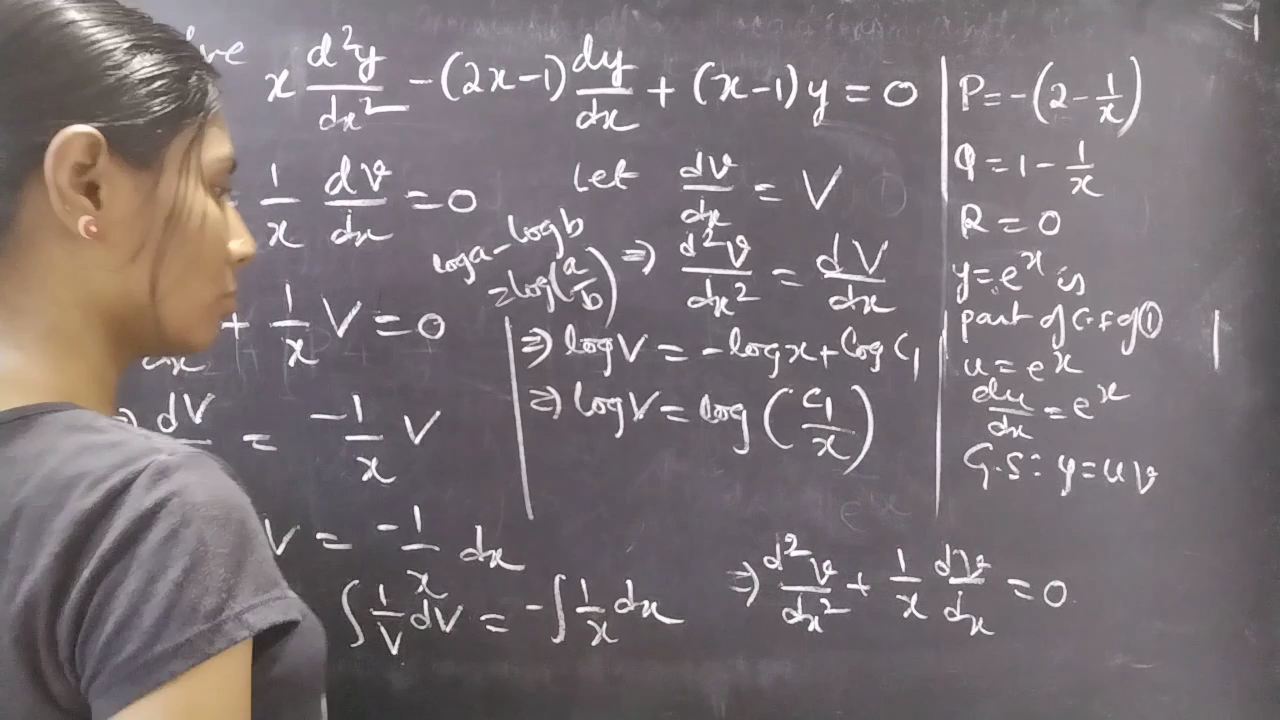 x d²y/dx² - (2x-1) dy/dx + (x-1)y = 0
1/x dv/dx = 0
Let dv/dx = V
loga - logb
= log(a/b)
⇒ d²v/dx² = dV/dx
+ 1/x V = 0
⇒ logV = -logx + log c₁
⇒ dV
= -1/x V
⇒ logV = log(c₁/x)
V = -1/x dx
∫ 1/V dV = -∫ 1/x dx
⇒ d²v/dx² + 1/x dv/dx = 0
P = -(2 - 1/x)
Q = 1 - 1/x
R = 0
y = eˣ is
part of C.F of ①
u = eˣ
du/dx = eˣ
G.S: y = uv